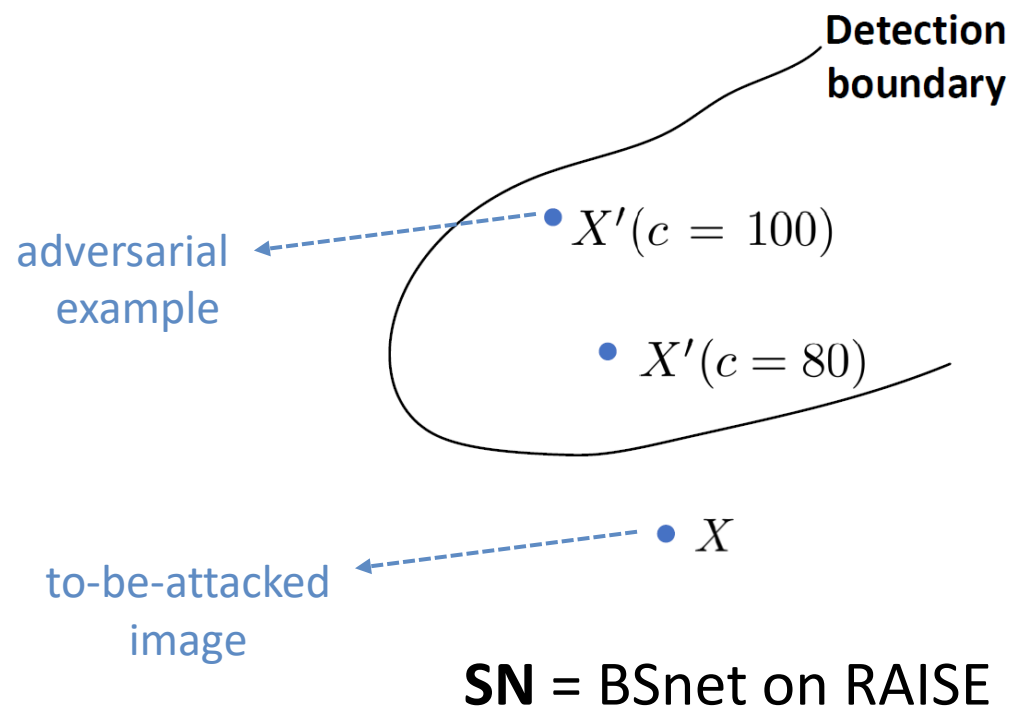 Detection
boundary
X′(c = 100)
adversarial
example
X′(c = 80)
X
to-be-attacked
image
SN = BSnet on RAISE